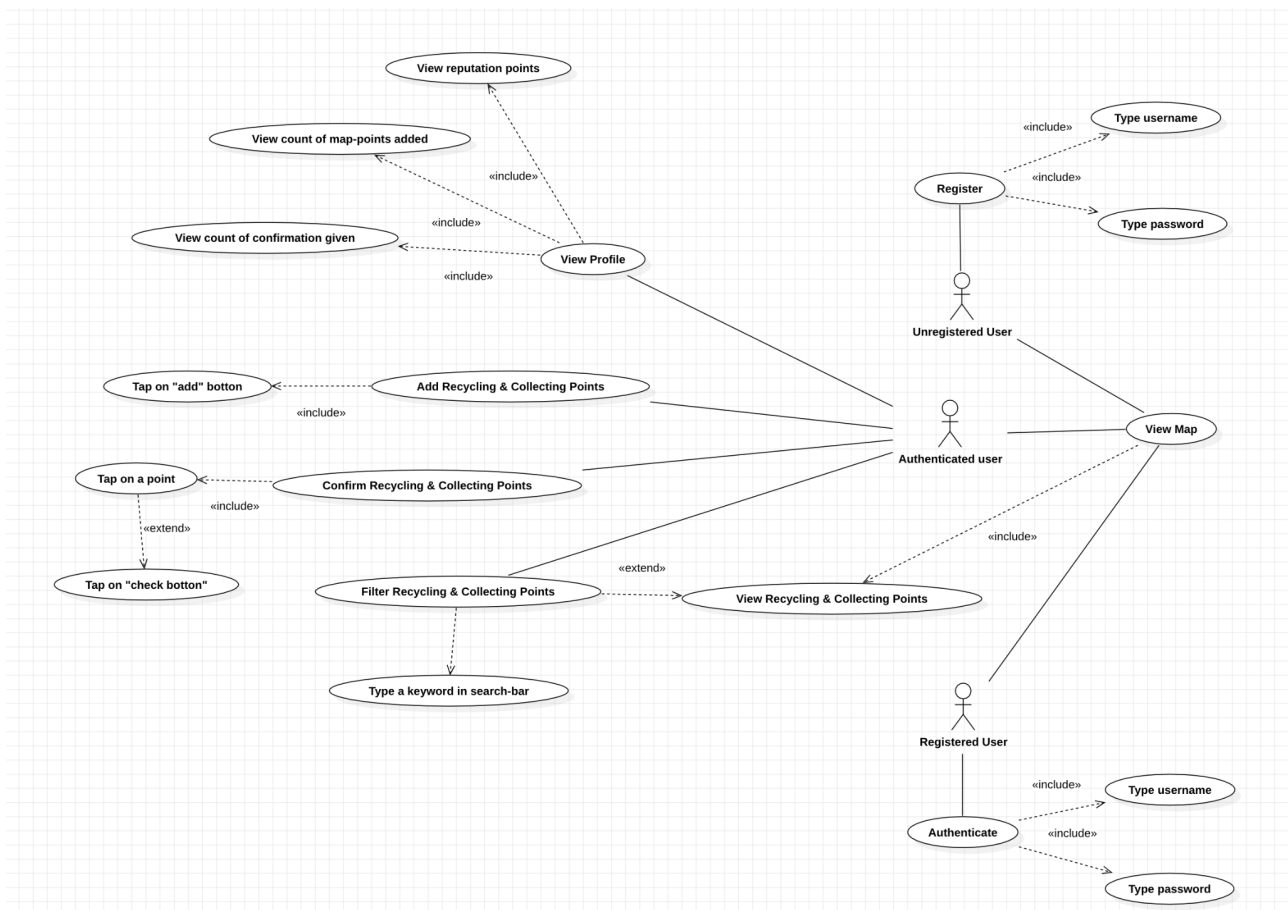 View reputation points
Type username
«include»
View count of map-points added
«include»
«include»
Register
«include»
Type password
View count of confirmation given
View Profile
«include»
Unregistered User
Tap on "add" botton
Add Recycling & Collecting Points
«include»
View Map
Authenticated user
Tap on a point
Confirm Recycling & Collecting Points
«include»
«extend»
«include»
«extend»
Tap on "check botton"
Filter Recycling & Collecting Points
View Recycling & Collecting Points
Type a keyword in search-bar
Registered User
«include»
Type username
Authenticate
«include»
Type password